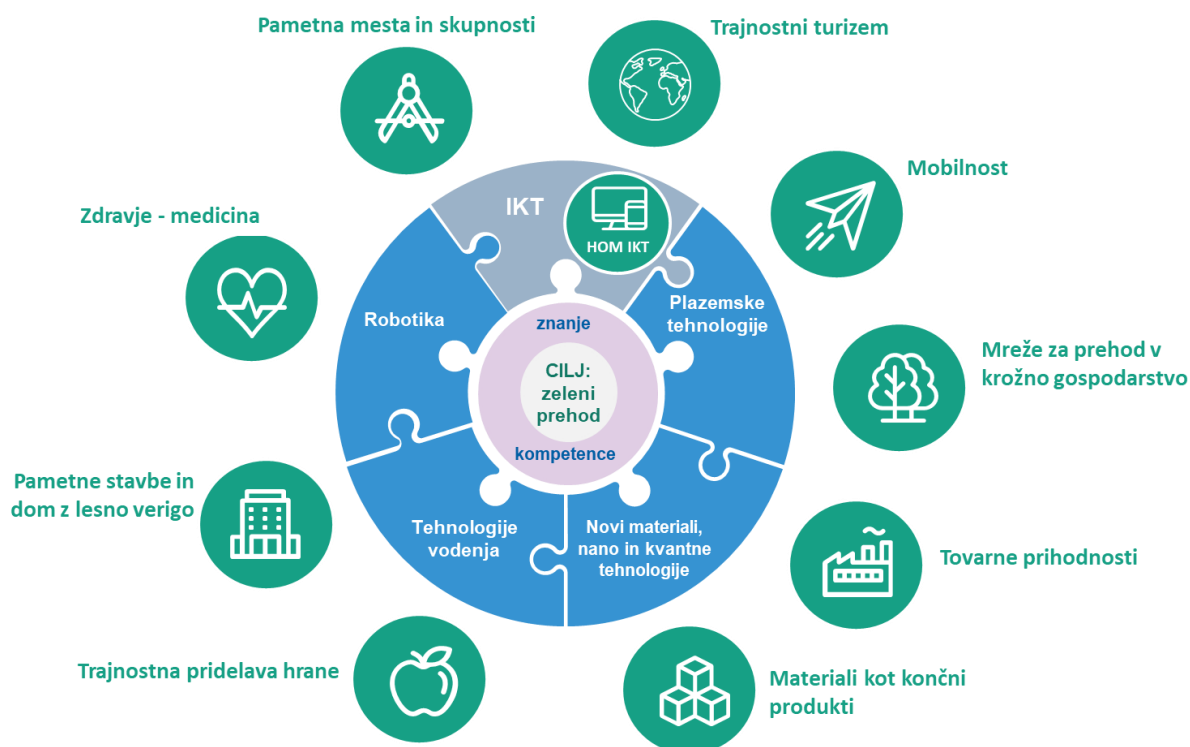 Pametna mesta in skupnosti
Trajnostni turizem
Mobilnost
Zdravje - medicina
IKT
HOM IKT
Robotika
Plazemske
tehnologije
znanje
CILJ:
zeleni
prehod
kompetence
Mreže za prehod v
krožno gospodarstvo
Pametne stavbe in
dom z lesno verigo
Tehnologije
vodenja
Novi materiali,
nano in kvantne
tehnologije
Tovarne prihodnosti
Trajnostna pridelava hrane
Materiali kot končni
produkti